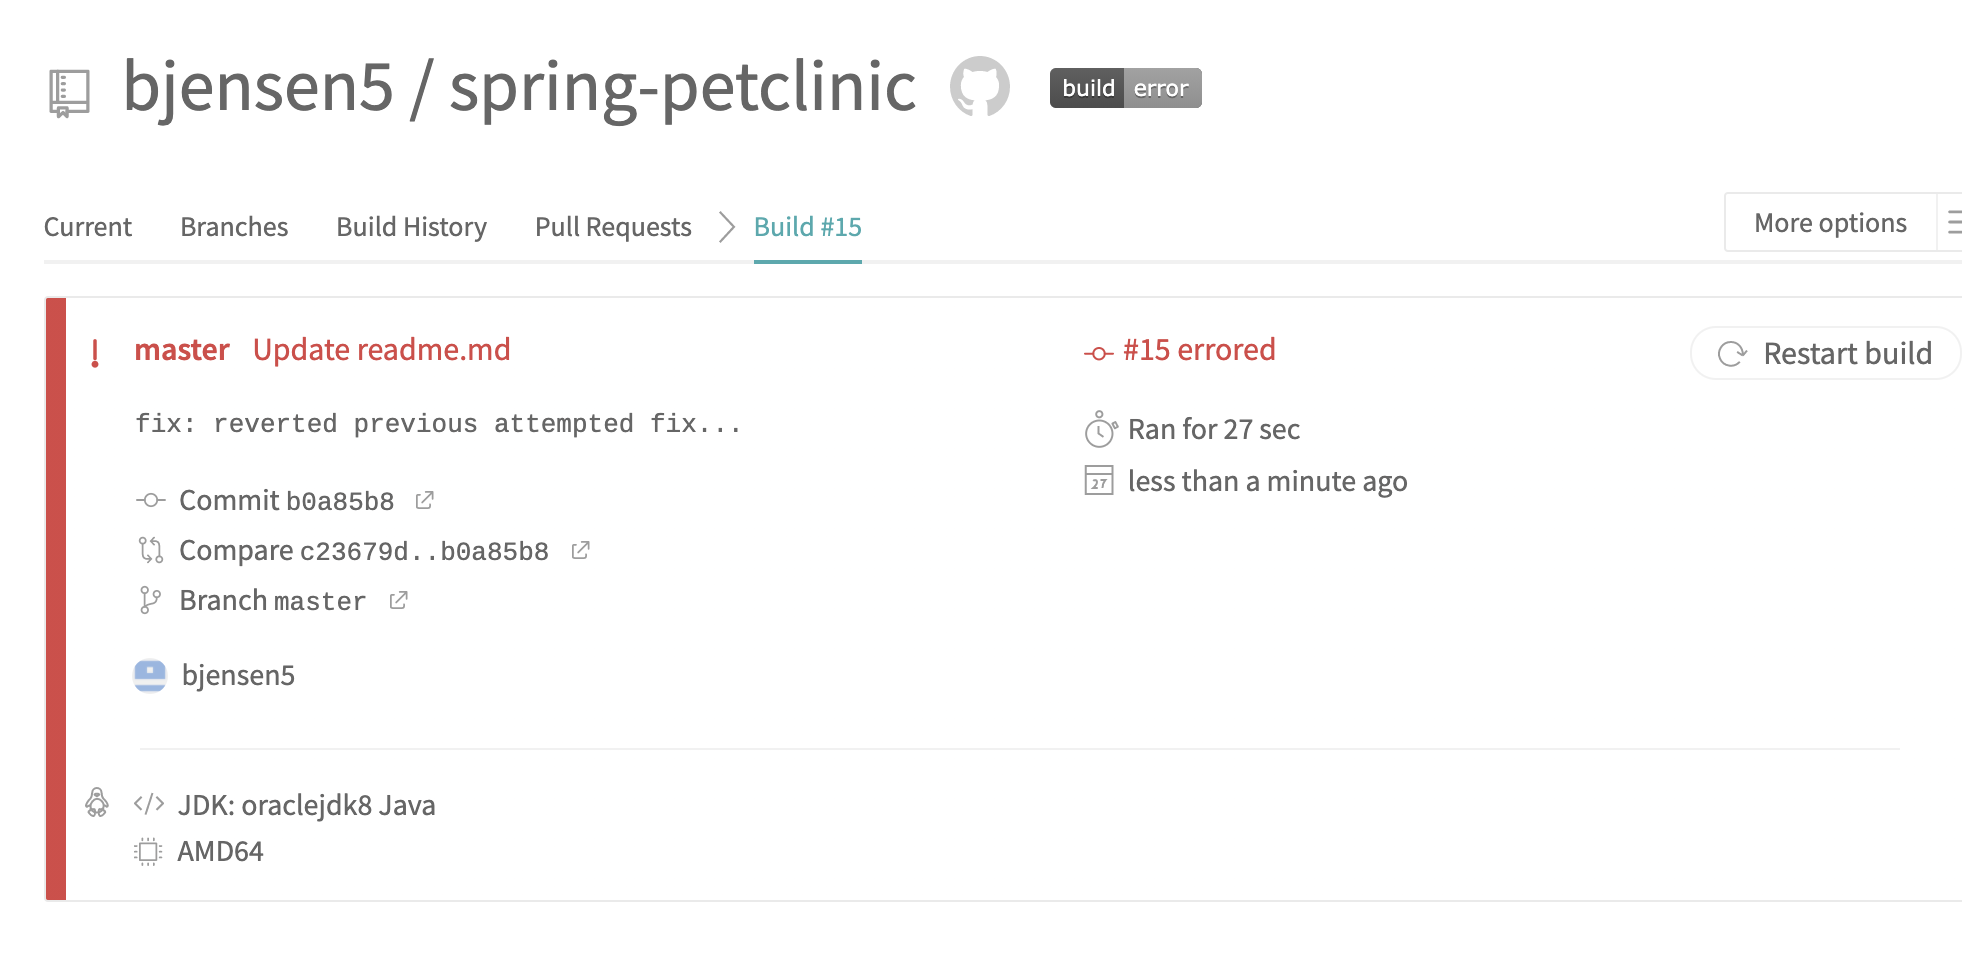 bjensen5 / spring-petclinic
build error
Current Branches Build History Pull Requests Build #15
More options
master Update readme.md
fix: reverted previous attempted fix...
Commit b0a85b8
Compare c23679d..b0a85b8
Branch master
bjensen5
#15 errored
Ran for 27 sec
27
less than a minute ago
Restart build
</> JDK: oraclejdk8 Java
AMD64